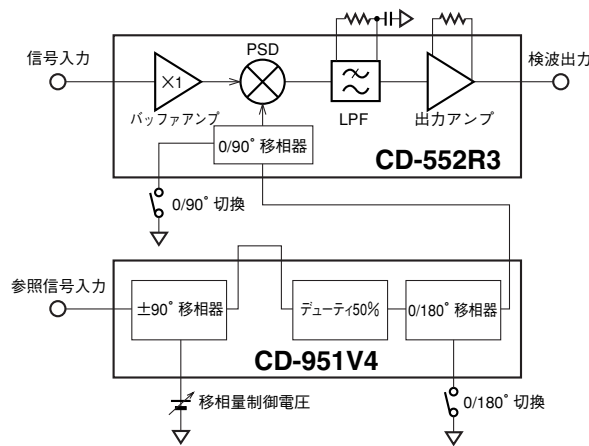 信号入力
PSD
検波出力
×1
バッファアンプ
LPF
出力アンプ
0/90°移相器
CD-552R3
0/90°切換
参照信号入力
±90°移相器
デューティ50%
0/180°移相器
CD-951V4
移相量制御電圧
0/180°切換